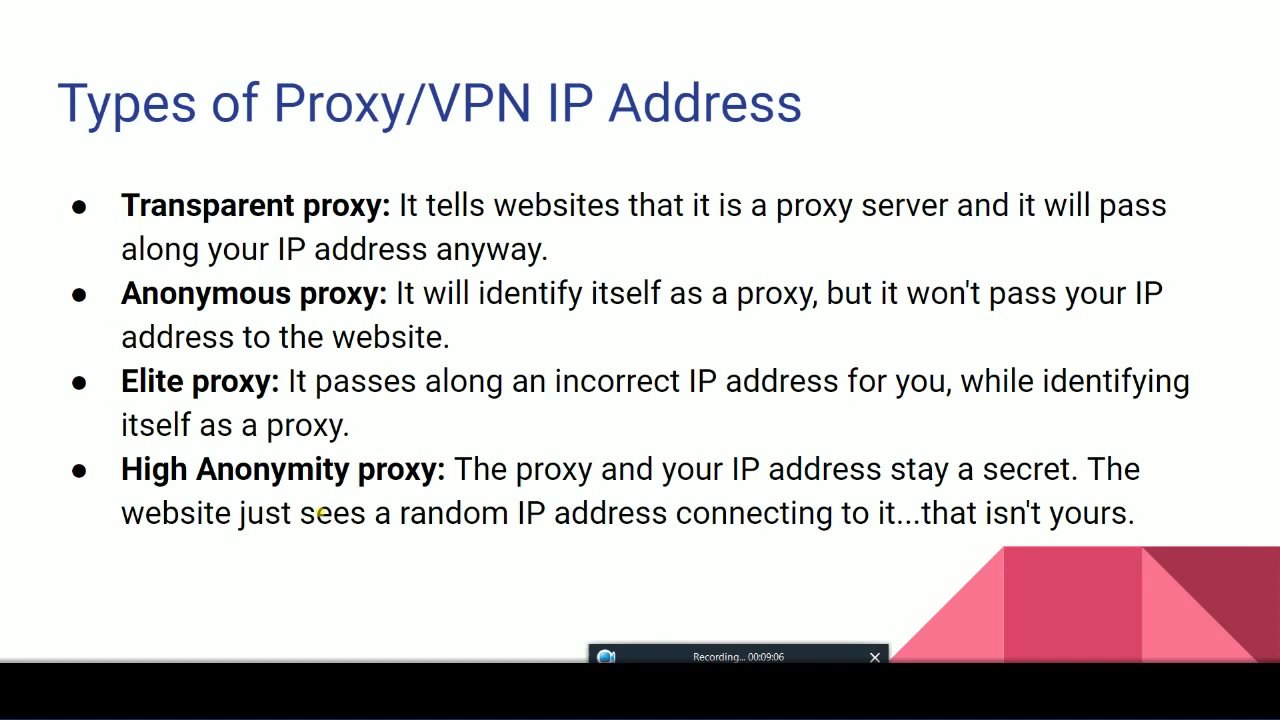 Types of Proxy/VPN IP Address
● Transparent proxy: It tells websites that it is a proxy server and it will pass
along your IP address anyway.
● Anonymous proxy: It will identify itself as a proxy, but it won't pass your IP
address to the website.
● Elite proxy: It passes along an incorrect IP address for you, while identifying
itself as a proxy.
● High Anonymity proxy: The proxy and your IP address stay a secret. The
website just sees a random IP address connecting to it...that isn't yours.
Recording... 00:09:06